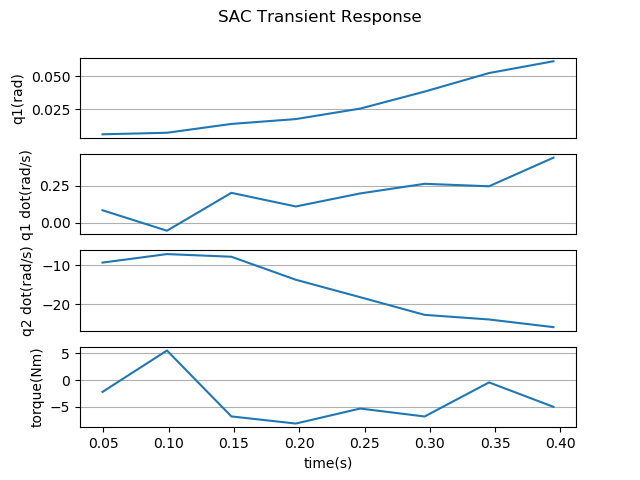 SAC Transient Response
q1(rad)
0.050
0.025
q1 dot(rad/s)
0.25
0.00
q2 dot(rad/s)
−10
−20
torque(Nm)
5
0
−5
0.05 0.10 0.15 0.20 0.25 0.30 0.35 0.40
time(s)